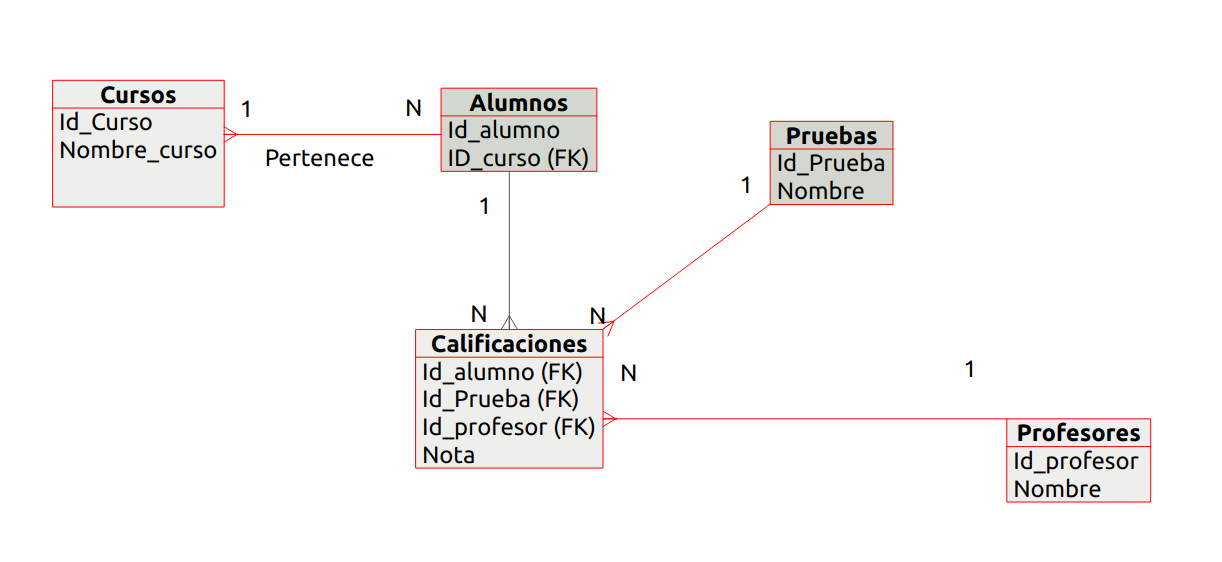 Cursos
Id_Curso
Nombre_curso
1
N
Pertenece
Alumnos
Id_alumno
ID_curso (FK)
1
N
Pruebas
Id_Prueba
Nombre
1
N
Calificaciones
Id_alumno (FK)
Id_Prueba (FK)
Id_profesor (FK)
Nota
N
1
Profesores
Id_profesor
Nombre